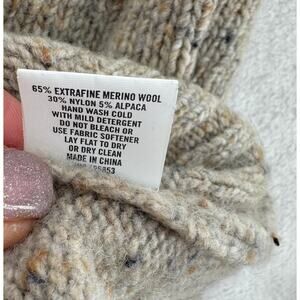 65% EXTRAFINE MERINO WOOL
30% NYLON 5% ALPACA
HAND WASH COLD
WITH MILD DETERGENT
DO NOT BLEACH OR
USE FABRIC SOFTENER
LAY FLAT TO DRY
OR DRY CLEAN
MADE IN CHINA